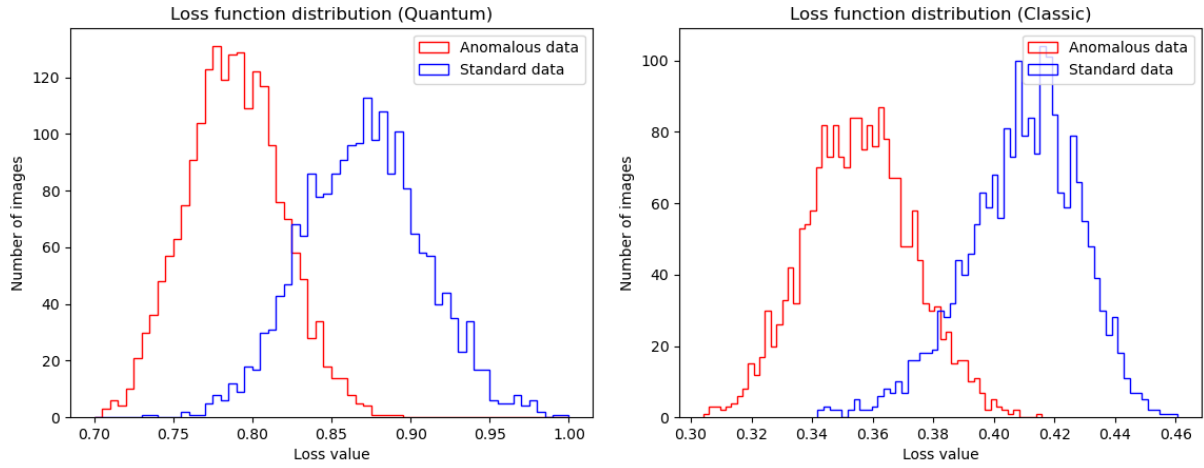 Loss function distribution (Quantum)
Anomalous data
Standard data
Number of images
0
20
40
60
80
100
120
0.70 0.75 0.80 0.85 0.90 0.95 1.00
Loss value
Loss function distribution (Classic)
Anomalous data
Standard data
Number of images
0
20
40
60
80
100
0.30 0.32 0.34 0.36 0.38 0.40 0.42 0.44 0.46
Loss value